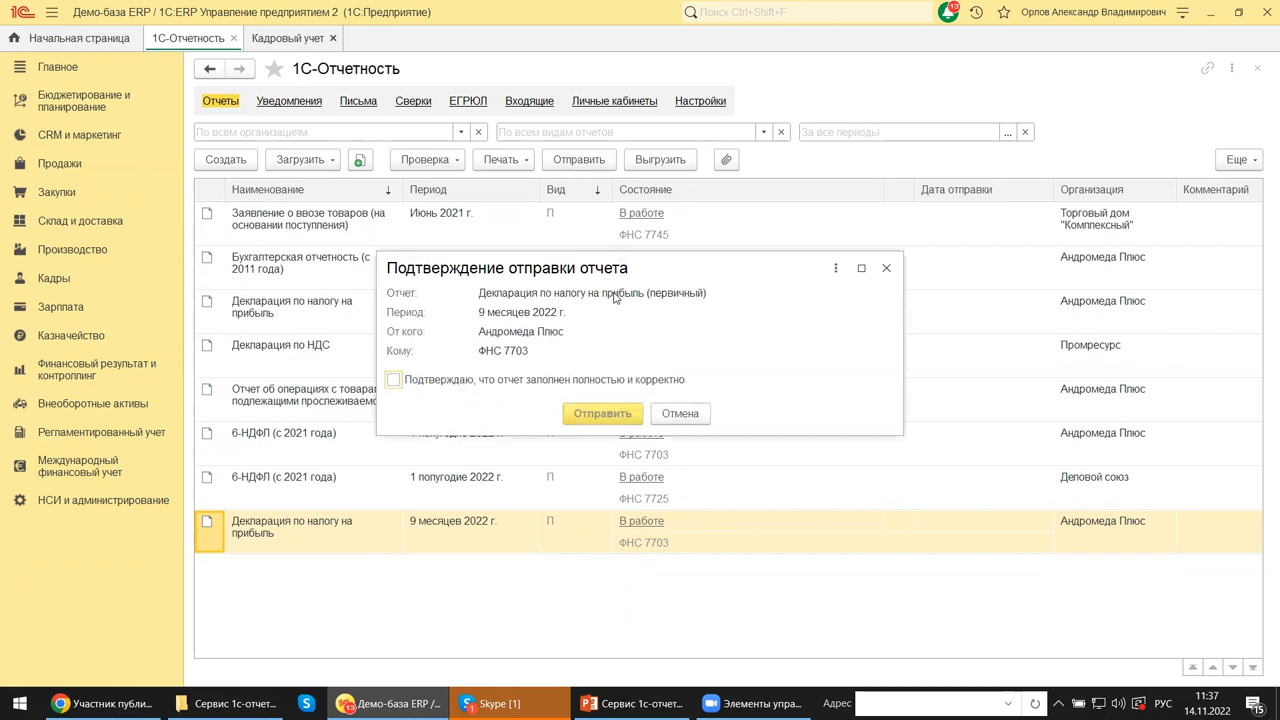 Демо-база ERP / 1С:ERP Управление предприятием 2 (1С:Предприятие)
Поиск Ctrl+Shift+F
13
Орлов Александр Владимирович
Начальная страница
1С-Отчетность
Кадровый учет
Главное
Бюджетирование и
планирование
CRM и маркетинг
Продажи
Закупки
Склад и доставка
Производство
Кадры
Зарплата
Казначейство
Финансовый результат и
контроллинг
Внеоборотные активы
Регламентированный учет
Международный
финансовый учет
НСИ и администрирование
1С-Отчетность
Отчеты Уведомления Письма Сверки ЕГРЮЛ Входящие Личные кабинеты Настройки
По всем организациям
По всем видам отчетов
За все периоды
Создать Загрузить Проверка Печать Отправить Выгрузить Еще
Наименование Период Вид Состояние Дата отправки Организация Комментарий
Заявление о ввозе товаров (на Июнь 2021 г. П В работе Торговый дом
основании поступления) "Комплексный"
ФНС 7745
Бухгалтерская отчетность (с Андромеда Плюс
2011 года)
Декларация по налогу на Андромеда Плюс
прибыль
Декларация по НДС Промресурс
Отчет об операциях с товарам Андромеда Плюс
подлежащими прослеживаемо
6-НДФЛ (с 2021 года) В работе Андромеда Плюс
ФНС 7703
6-НДФЛ (с 2021 года) 1 полугодие 2022 г. П В работе Деловой союз
ФНС 7725
Декларация по налогу на 9 месяцев 2022 г. П В работе Андромеда Плюс
прибыль
ФНС 7703
Подтверждение отправки отчета
Отчет: Декларация по налогу на прибыль (первичный)
Период: 9 месяцев 2022 г.
От кого: Андромеда Плюс
Кому: ФНС 7703
Подтверждаю, что отчет заполнен полностью и корректно
Отправить Отмена
Участник публи...
Сервис 1с-отчет...
Демо-база ERP /...
13
Skype [1]
1
Сервис 1с-отчет...
Элементы упра...
Адрес
РУС
11:37
14.11.2022
15